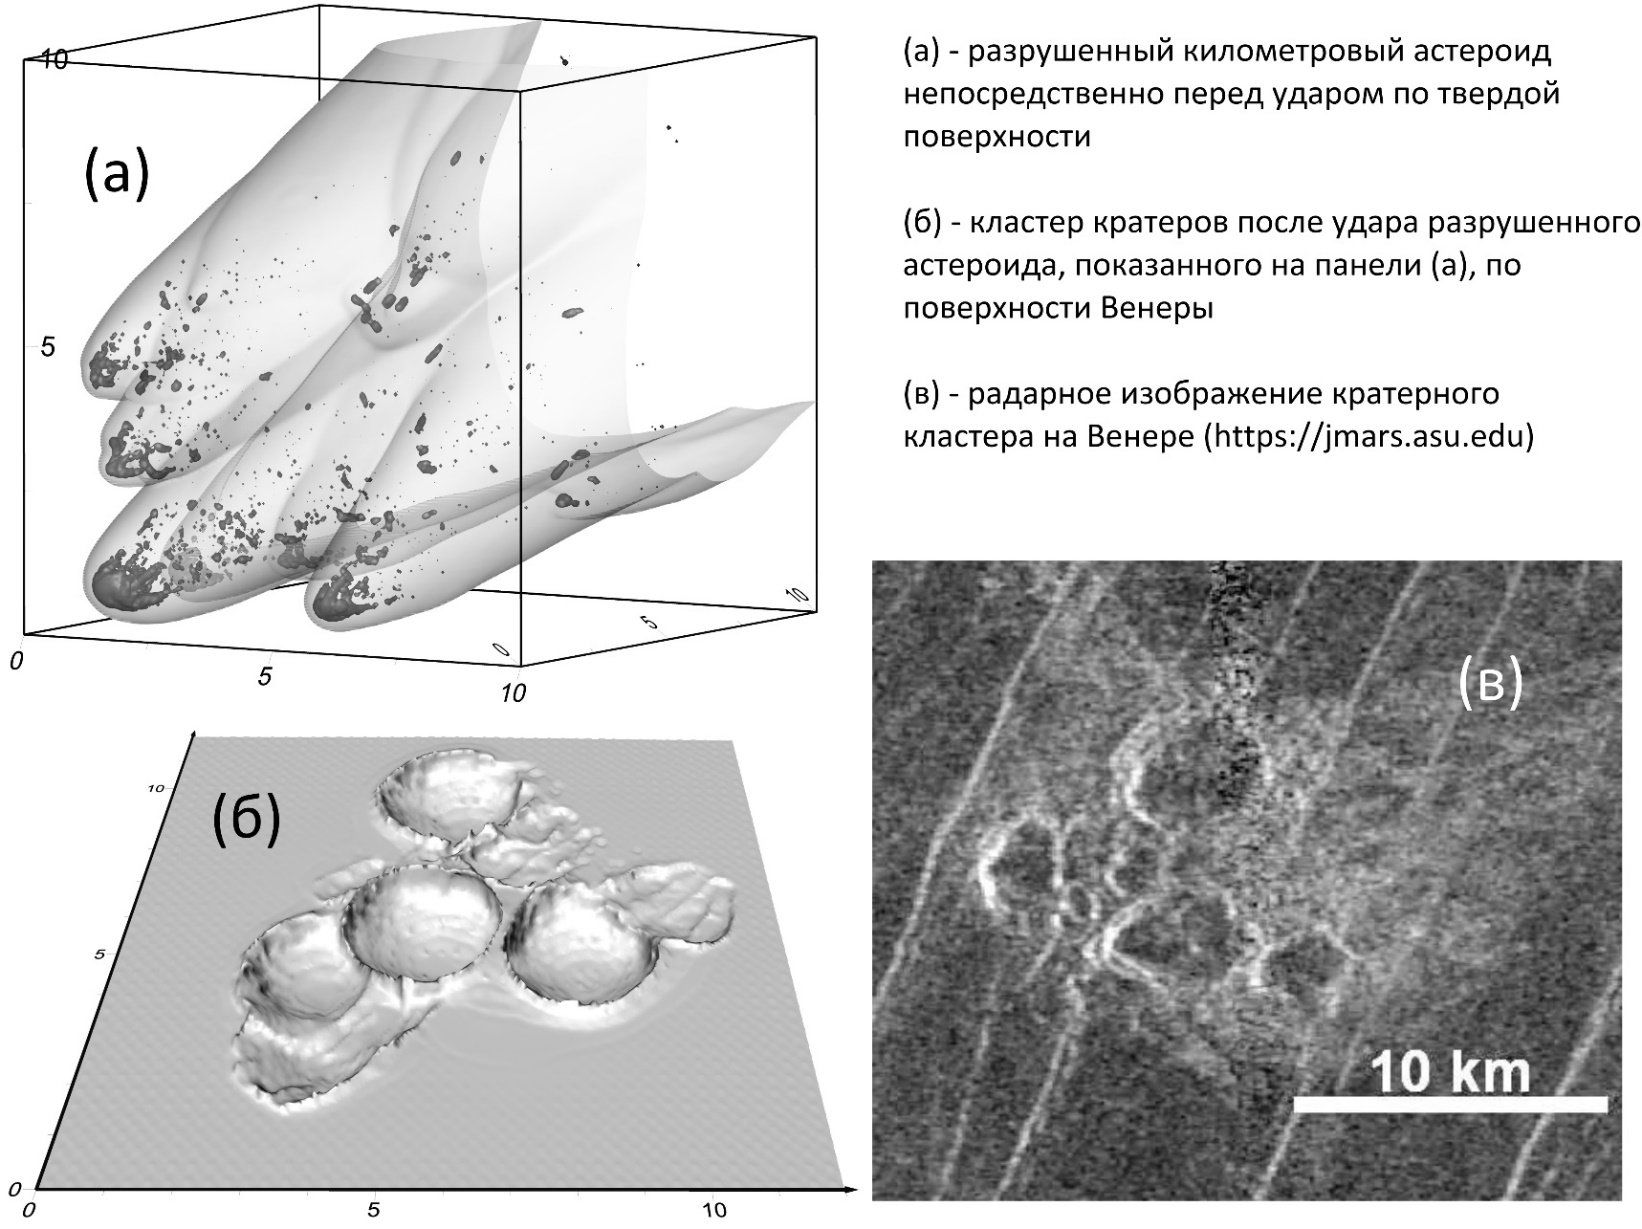 10
(а)
5
0
5
10
0
5
10
(а) - разрушенный километровый астероид
непосредственно перед ударом по твердой
поверхности
(б) - кластер кратеров после удара разрушенного
астероида, показанного на панели (а), по
поверхности Венеры
(в) - радарное изображение кратерного
кластера на Венере (https://jmars.asu.edu)
(б)
10
5
0
0
5
10
(в)
10 km